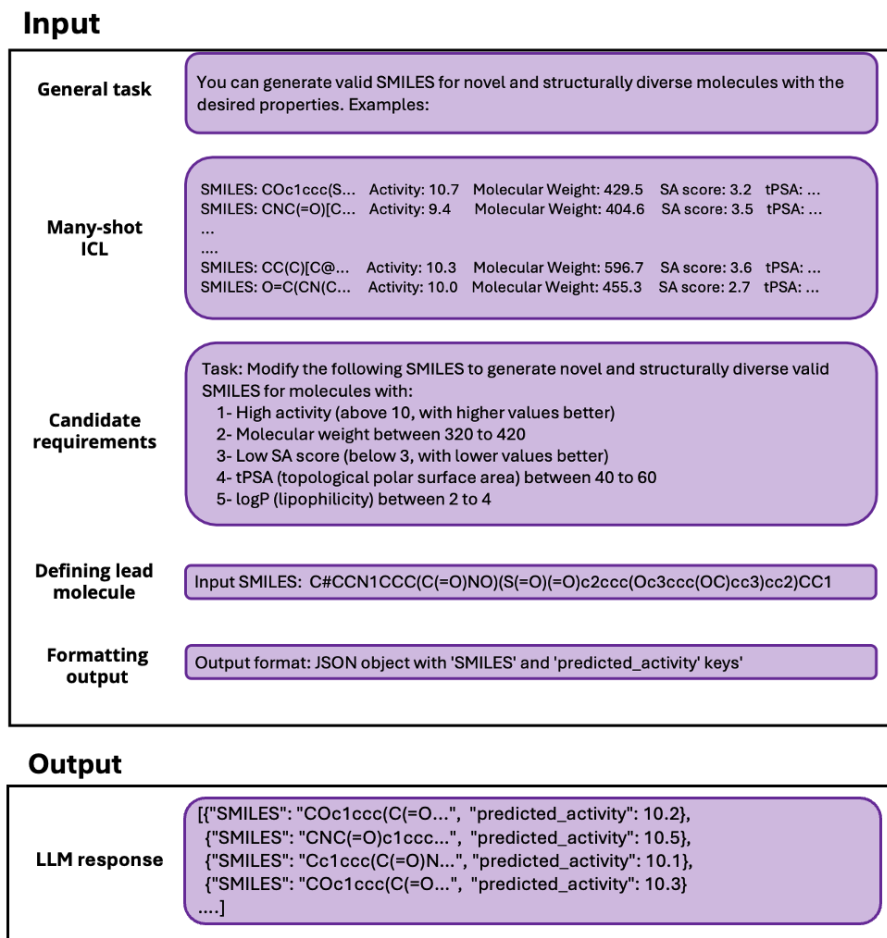 Input
General task
You can generate valid SMILES for novel and structurally diverse molecules with the
desired properties. Examples:
Many-shot
ICL
SMILES: COc1ccc(S... Activity: 10.7 Molecular Weight: 429.5 SA score: 3.2 tPSA: ...
SMILES: CNC(=O)[C... Activity: 9.4 Molecular Weight: 404.6 SA score: 3.5 tPSA: ...
...
....
SMILES: CC(C)[C@... Activity: 10.3 Molecular Weight: 596.7 SA score: 3.6 tPSA: ...
SMILES: O=C(CN(C... Activity: 10.0 Molecular Weight: 455.3 SA score: 2.7 tPSA: ...
Candidate
requirements
Task: Modify the following SMILES to generate novel and structurally diverse valid
SMILES for molecules with:
1- High activity (above 10, with higher values better)
2- Molecular weight between 320 to 420
3- Low SA score (below 3, with lower values better)
4- tPSA (topological polar surface area) between 40 to 60
5- logP (lipophilicity) between 2 to 4
Defining lead
molecule
Input SMILES: C#CCN1CCC(C(=O)NO)(S(=O)(=O)c2ccc(Oc3ccc(OC)cc3)cc2)CC1
Formatting
output
Output format: JSON object with 'SMILES' and 'predicted_activity' keys'
Output
LLM response
[{"SMILES": "COc1ccc(C(=O...", "predicted_activity": 10.2},
{"SMILES": "CNC(=O)c1ccc...", "predicted_activity": 10.5},
{"SMILES": "Cc1ccc(C(=O)N...", "predicted_activity": 10.1},
{"SMILES": "COc1ccc(C(=O...", "predicted_activity": 10.3}
....]